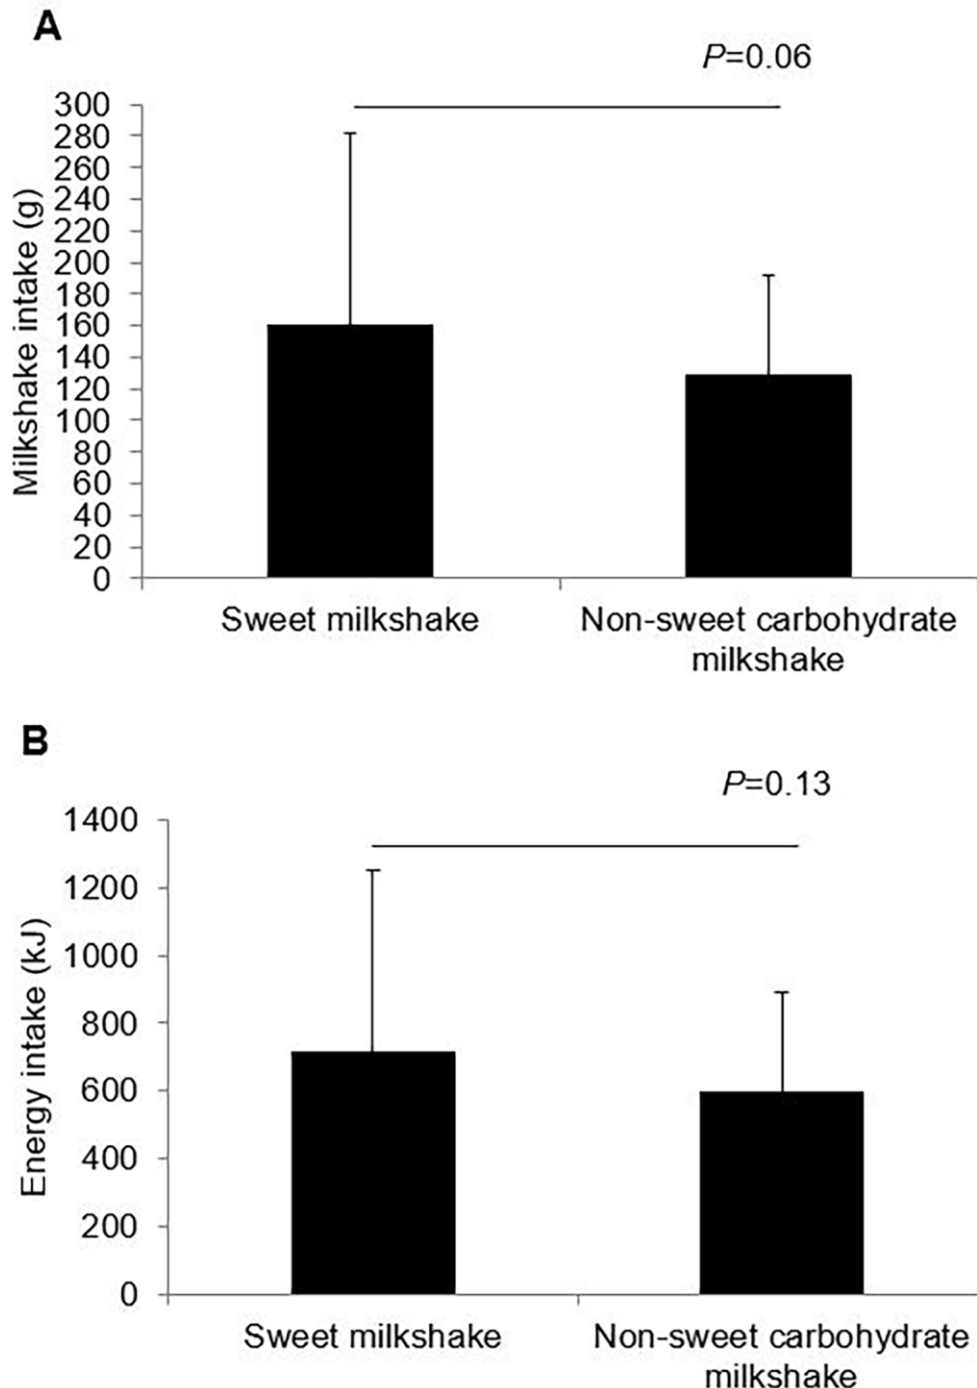 A
P=0.06
Milkshake intake (g)
300
280
260
240
220
200
180
160
140
120
100
80
60
40
20
0
Sweet milkshake
Non-sweet carbohydrate
milkshake
B
P=0.13
Energy intake (kJ)
1400
1200
1000
800
600
400
200
0
Sweet milkshake
Non-sweet carbohydrate
milkshake